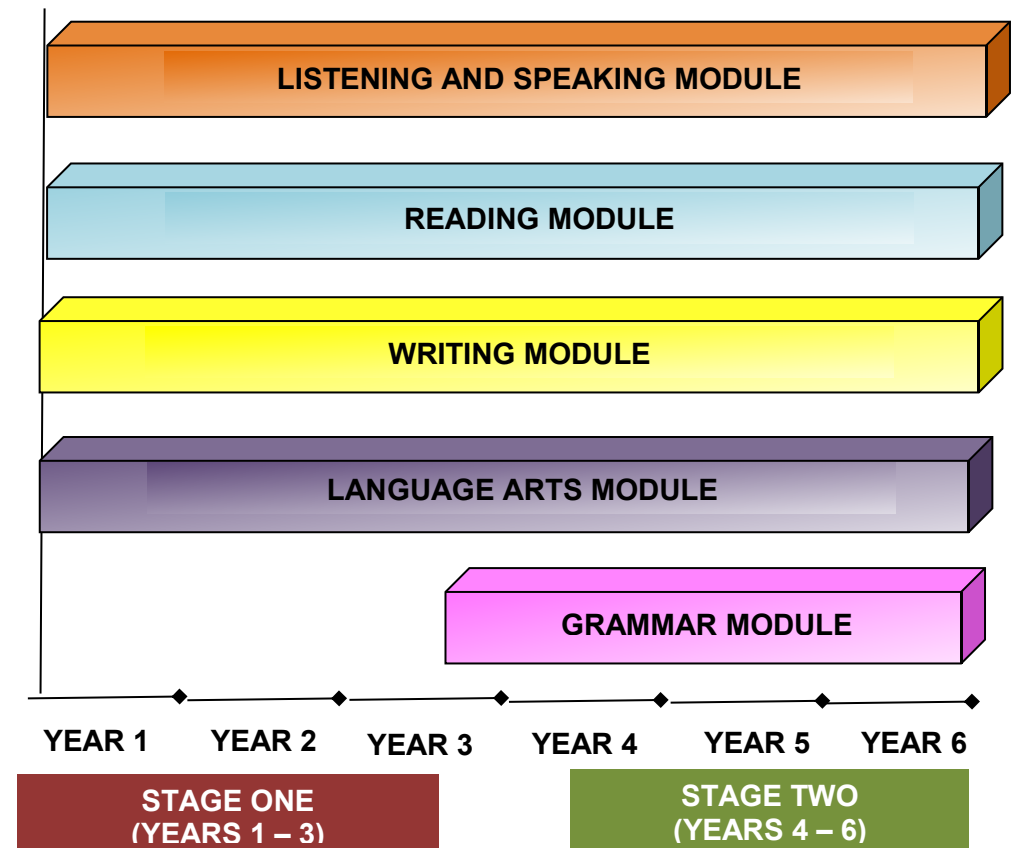 LISTENING AND SPEAKING MODULE
READING MODULE
WRITING MODULE
LANGUAGE ARTS MODULE
GRAMMAR MODULE
YEAR 1
YEAR 2
YEAR 3
YEAR 4
YEAR 5
YEAR 6
STAGE ONE
(YEARS 1 – 3)
STAGE TWO
(YEARS 4 – 6)